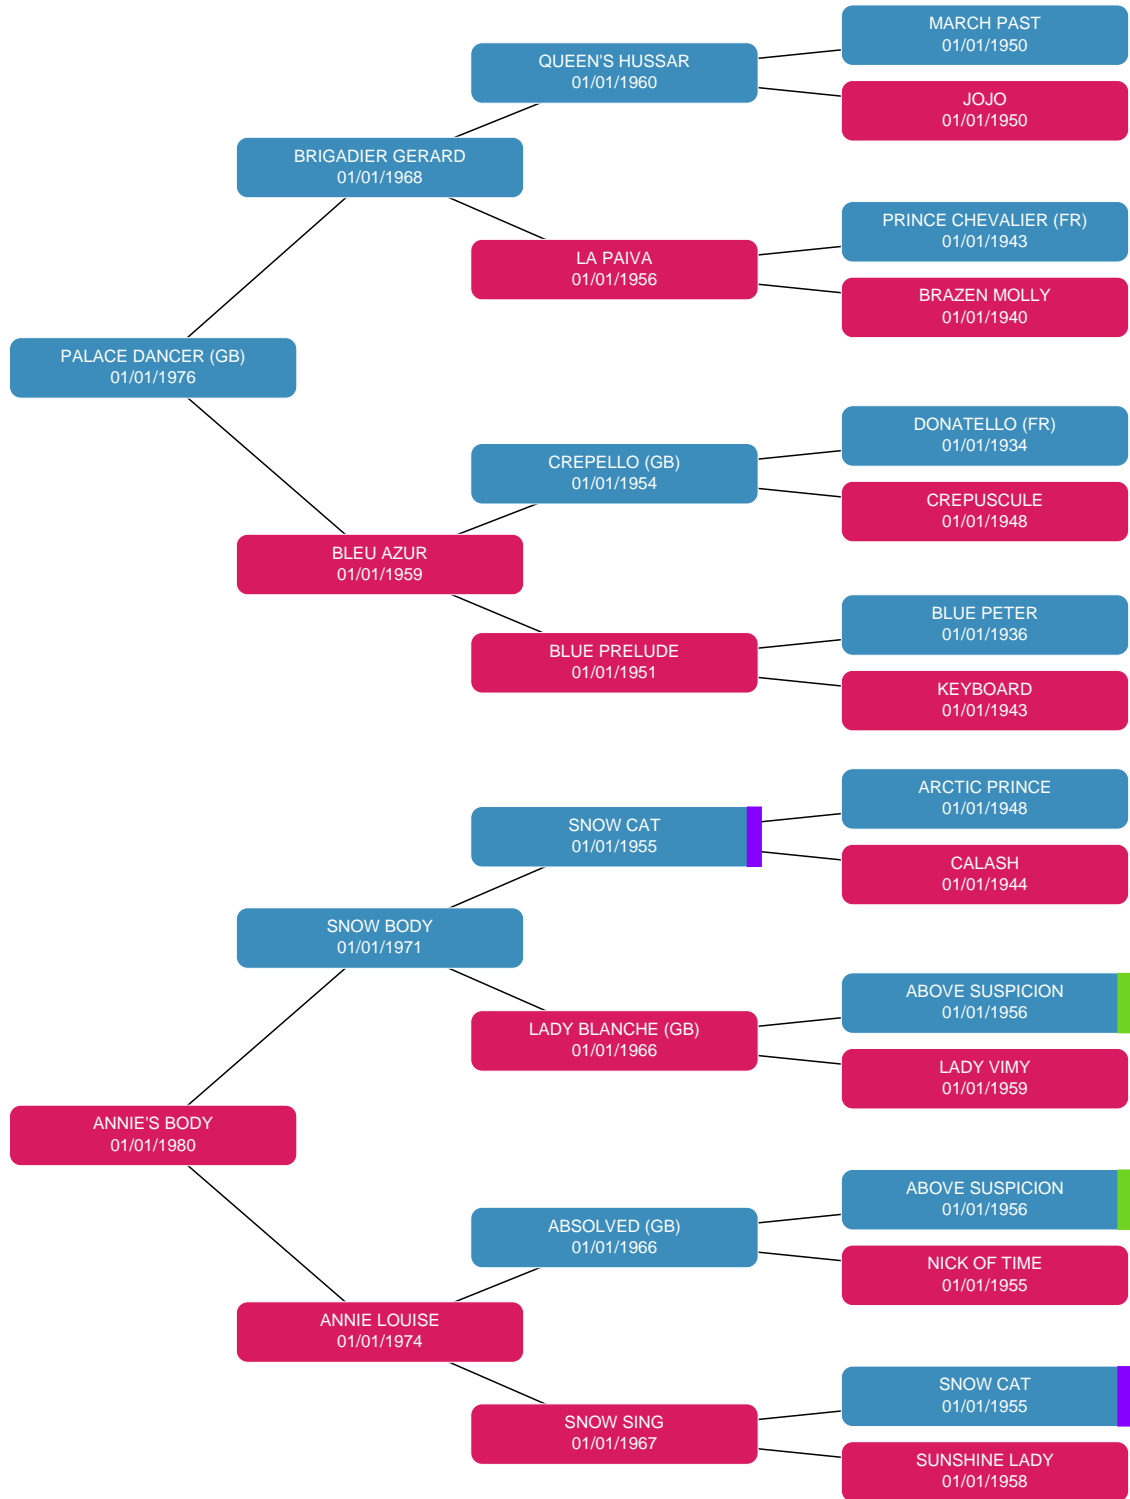 MARCH PAST
01/01/1950
QUEEN'S HUSSAR
01/01/1960
JOJO
01/01/1950
BRIGADIER GERARD
01/01/1968
PRINCE CHEVALIER (FR)
01/01/1943
LA PAIVA
01/01/1956
BRAZEN MOLLY
01/01/1940
PALACE DANCER (GB)
01/01/1976
DONATELLO (FR)
01/01/1934
CREPELLO (GB)
01/01/1954
CREPUSCULE
01/01/1948
BLEU AZUR
01/01/1959
BLUE PETER
01/01/1936
BLUE PRELUDE
01/01/1951
KEYBOARD
01/01/1943
ARCTIC PRINCE
01/01/1948
SNOW CAT
01/01/1955
CALASH
01/01/1944
SNOW BODY
01/01/1971
ABOVE SUSPICION
01/01/1956
LADY BLANCHE (GB)
01/01/1966
LADY VIMY
01/01/1959
ANNIE'S BODY
01/01/1980
ABOVE SUSPICION
01/01/1956
ABSOLVED (GB)
01/01/1966
NICK OF TIME
01/01/1955
ANNIE LOUISE
01/01/1974
SNOW CAT
01/01/1955
SNOW SING
01/01/1967
SUNSHINE LADY
01/01/1958